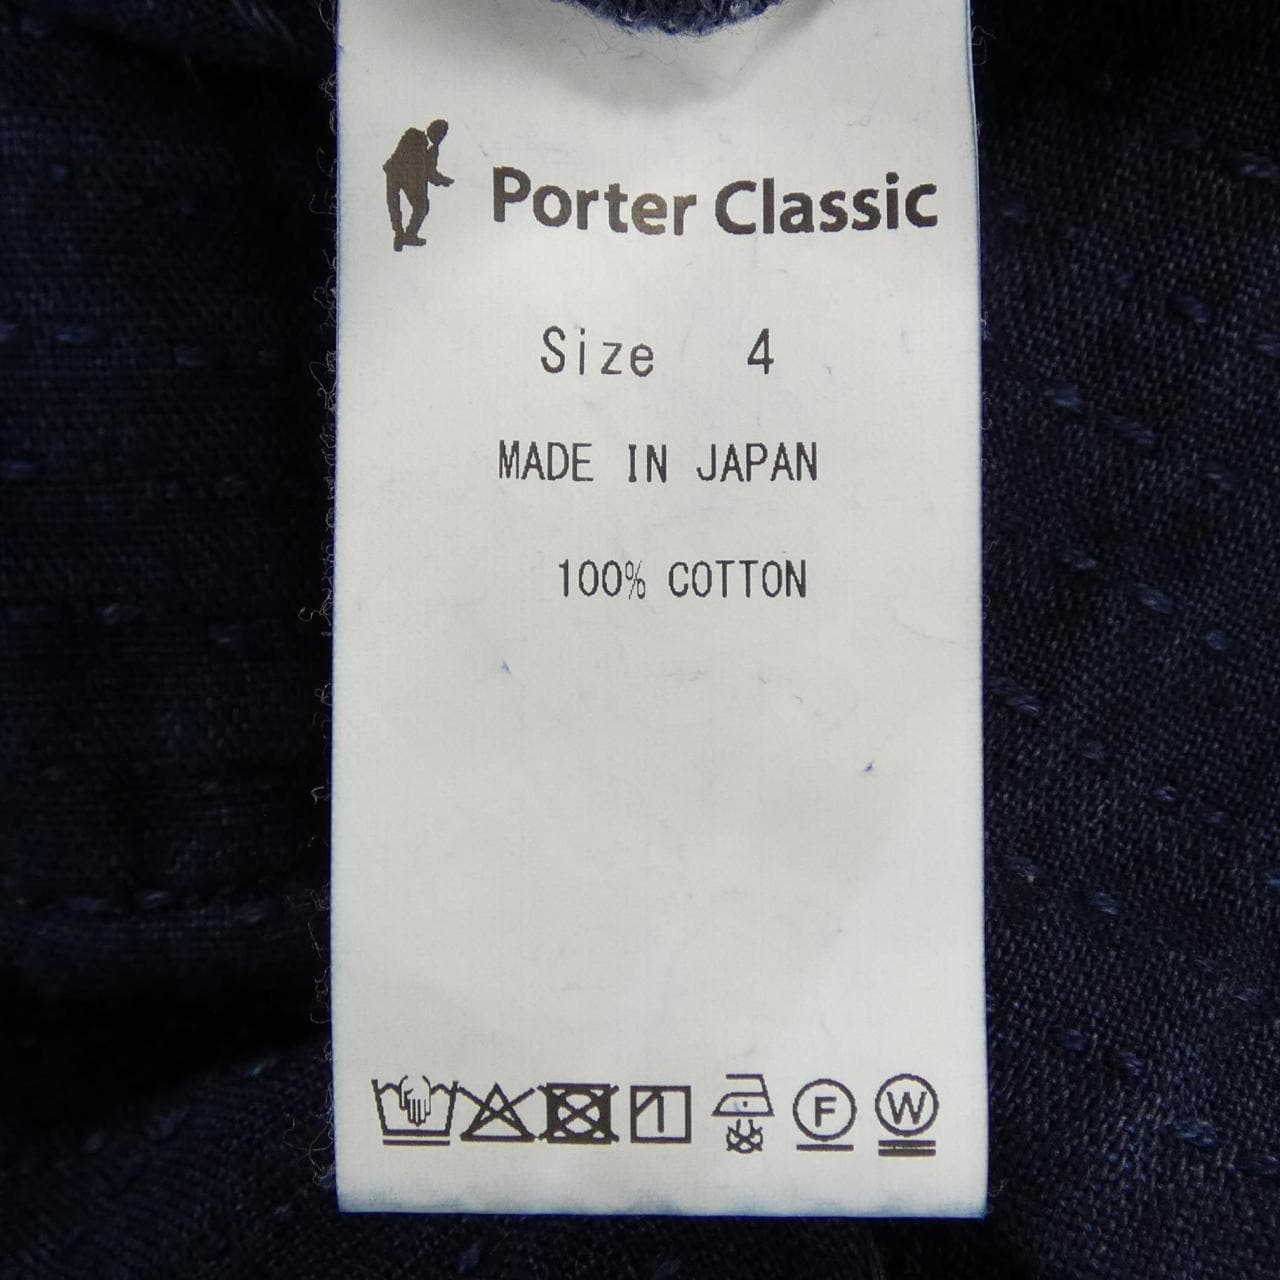 Porter Classic
Size 4
MADE IN JAPAN
100% COTTON
F W